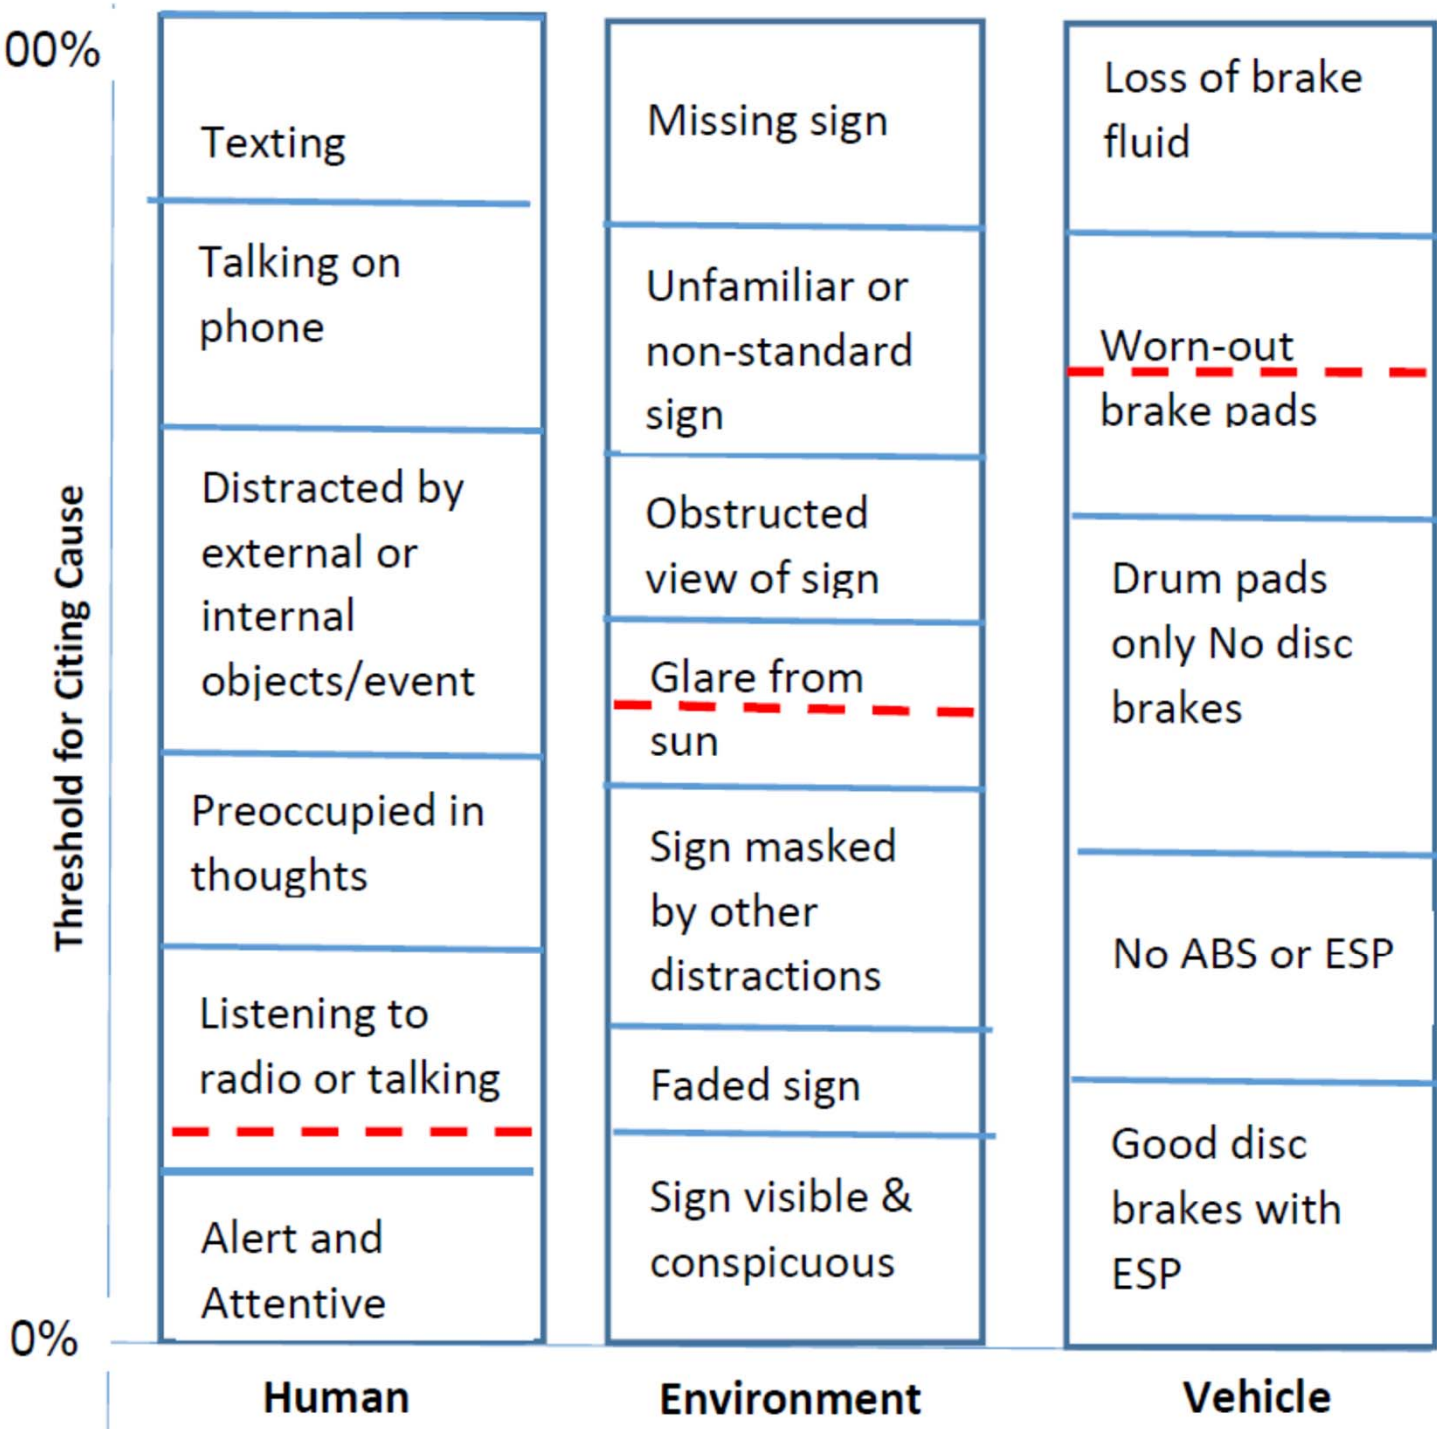 00%
Threshold for Citing Cause
0%
Texting
Talking on
phone
Distracted by
external or
internal
objects/event
Preoccupied in
thoughts
Listening to
radio or talking
Alert and
Attentive
Human
Missing sign
Unfamiliar or
non-standard
sign
Obstructed
view of sign
Glare from
sun
Sign masked
by other
distractions
Faded sign
Sign visible &
conspicuous
Environment
Loss of brake
fluid
Worn-out
brake pads
Drum pads
only No disc
brakes
No ABS or ESP
Good disc
brakes with
ESP
Vehicle